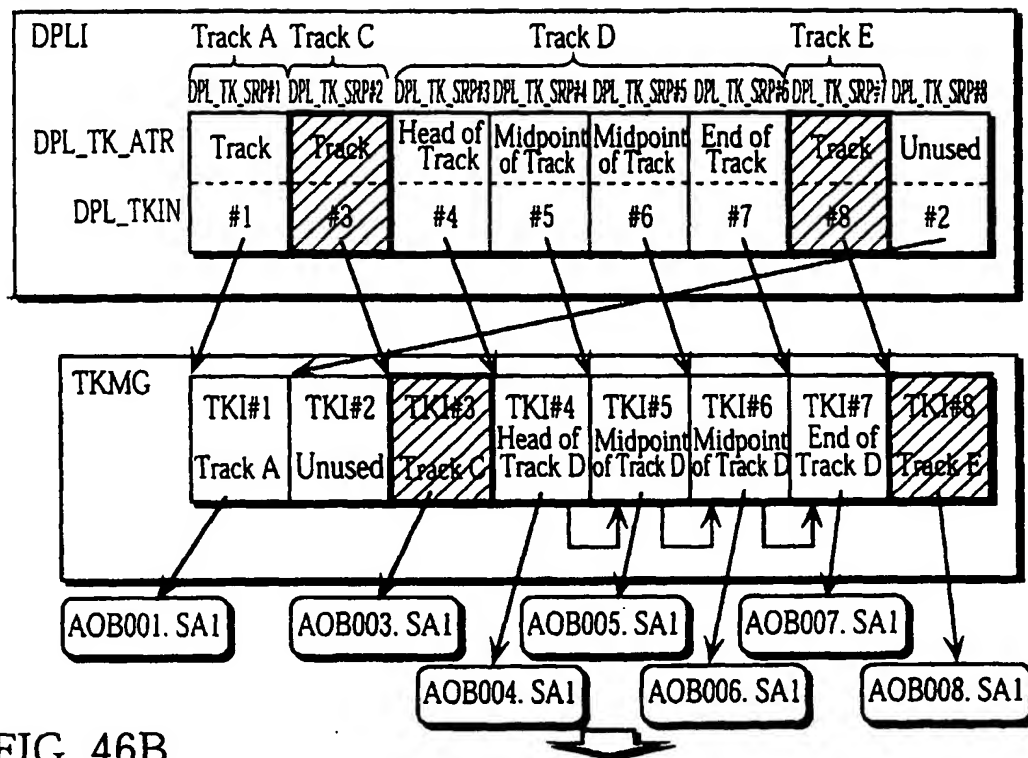 DPLI
Track A Track C Track D Track E
DPL_TK_SRP#1 DPL_TK_SRP#2 DPL_TK_SRP#3 DPL_TK_SRP#4 DPL_TK_SRP#5 DPL_TK_SRP#6 DPL_TK_SRP#7 DPL_TK_SRP#8
DPL_TK_ATR
Track
Track
Head of
Track
Midpoint
of Track
Midpoint
of Track
End of
Track
Track
Unused
DPL_TKIN
#1 #3 #4 #5 #6 #7 #8 #2
TKMG
TKI#1
Track A
TKI#2
Unused
TKI#3
Track C
TKI#4
Head of
Track D
TKI#5
Midpoint
of Track D
TKI#6
Midpoint
of Track D
TKI#7
End of
Track D
TKI#8
Track E
AOB001. SA1 AOB003. SA1 AOB005. SA1 AOB007. SA1
AOB004. SA1 AOB006. SA1 AOB008. SA1
FIG. 46B